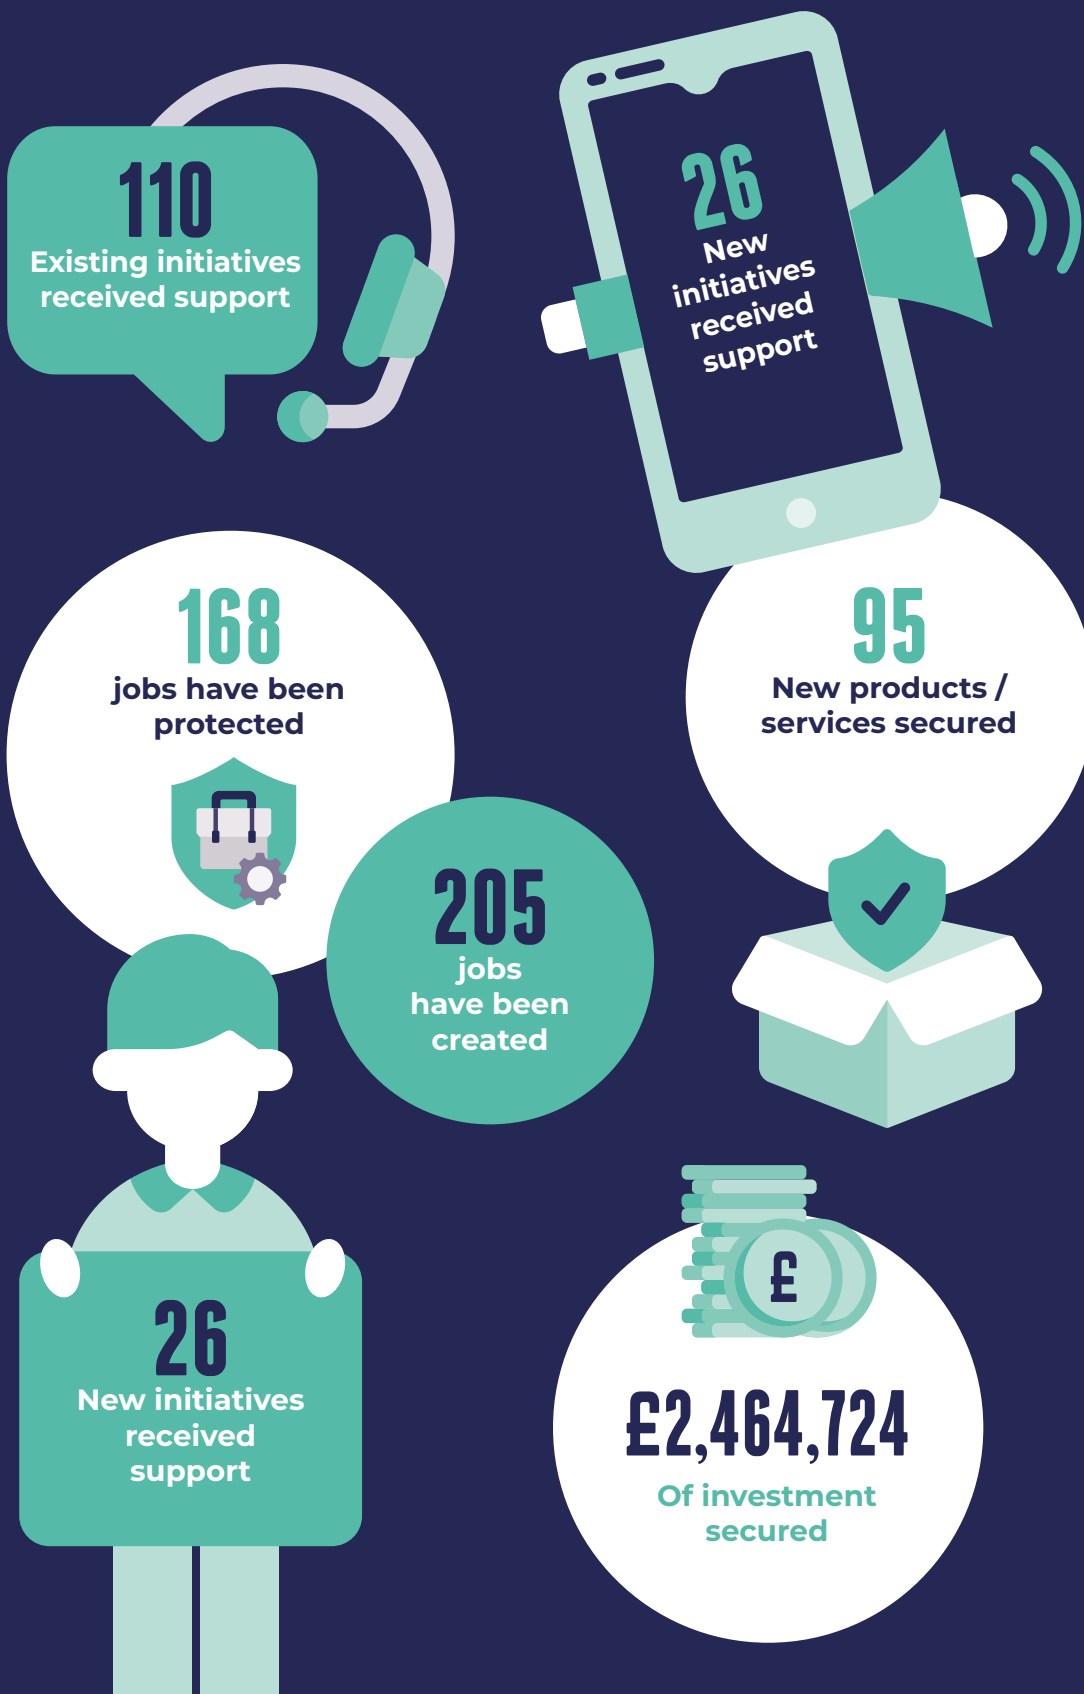 110
Existing initiatives
received support
26
New
initiatives
received
support
168
jobs have been
protected
95
New products /
services secured
205
jobs
have been
created
26
New initiatives
received
support
£
£2,464,724
Of investment
secured